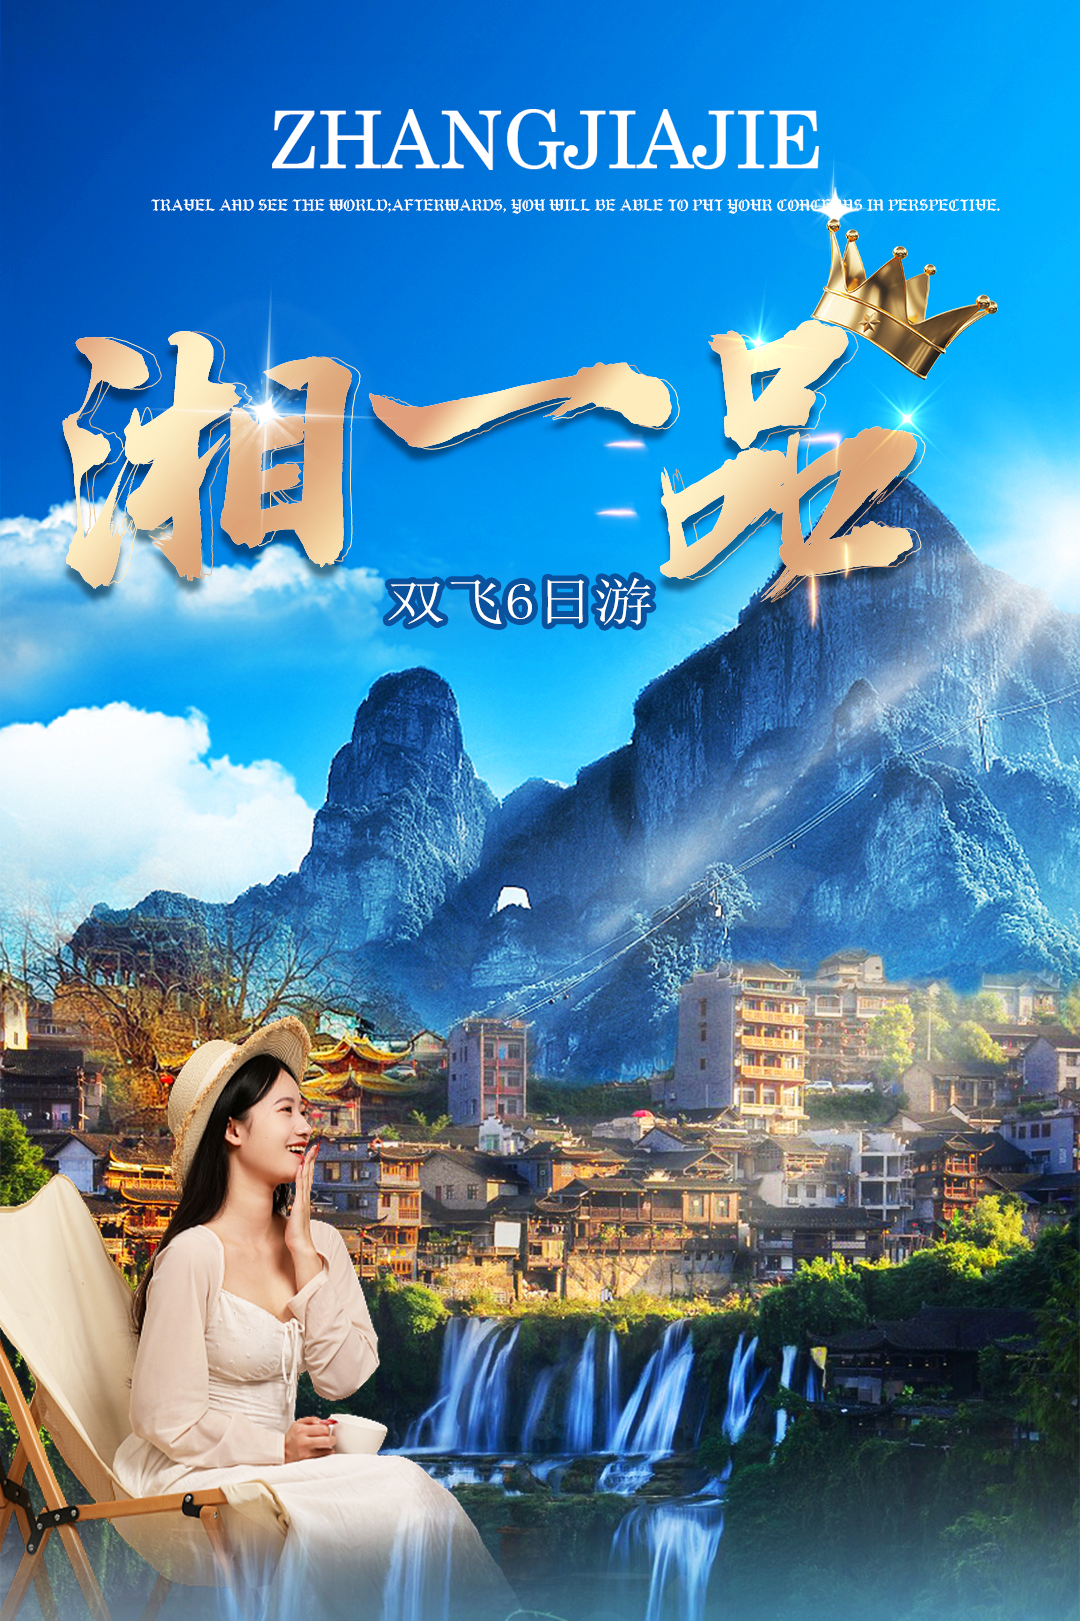 ZHANGJIAJIE
TRAVEL AND SEE THE WORLD;AFTERWARDS, YOU WILL BE ABLE TO PUT YOUR CONCERNS IN PERSPECTIVE.
湘一品
双飞6日游